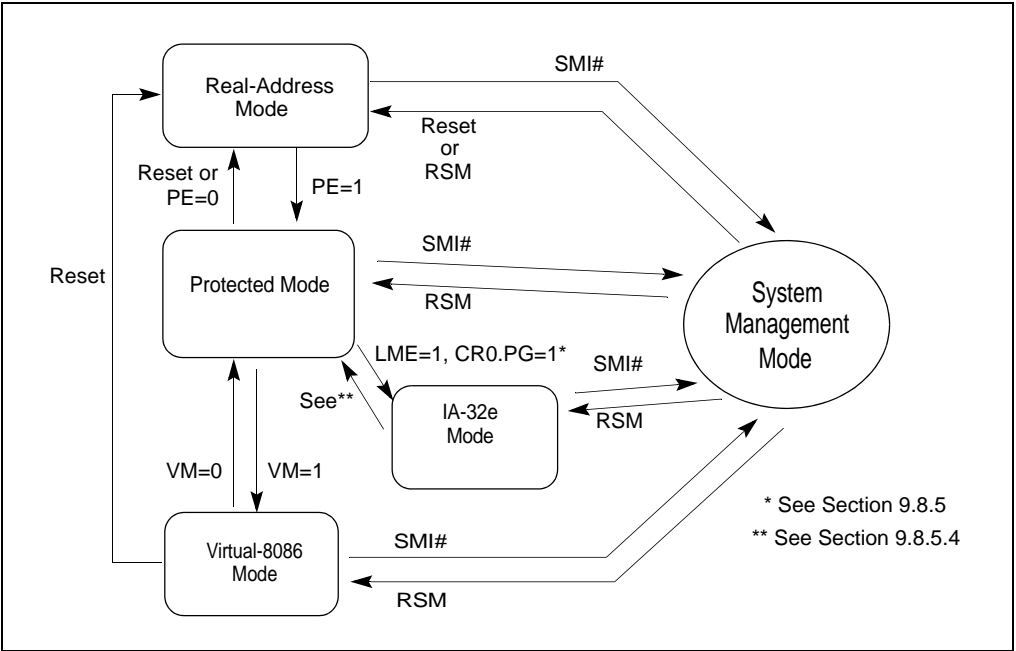 Real-Address
Mode
SMI#
Reset
or
RSM
Reset or
PE=0
PE=1
SMI#
RSM
Reset
Protected Mode
System
Management
Mode
LME=1, CR0.PG=1*
SMI#
See**
IA-32e
Mode
RSM
VM=0
VM=1
* See Section 9.8.5
** See Section 9.8.5.4
Virtual-8086
Mode
SMI#
RSM